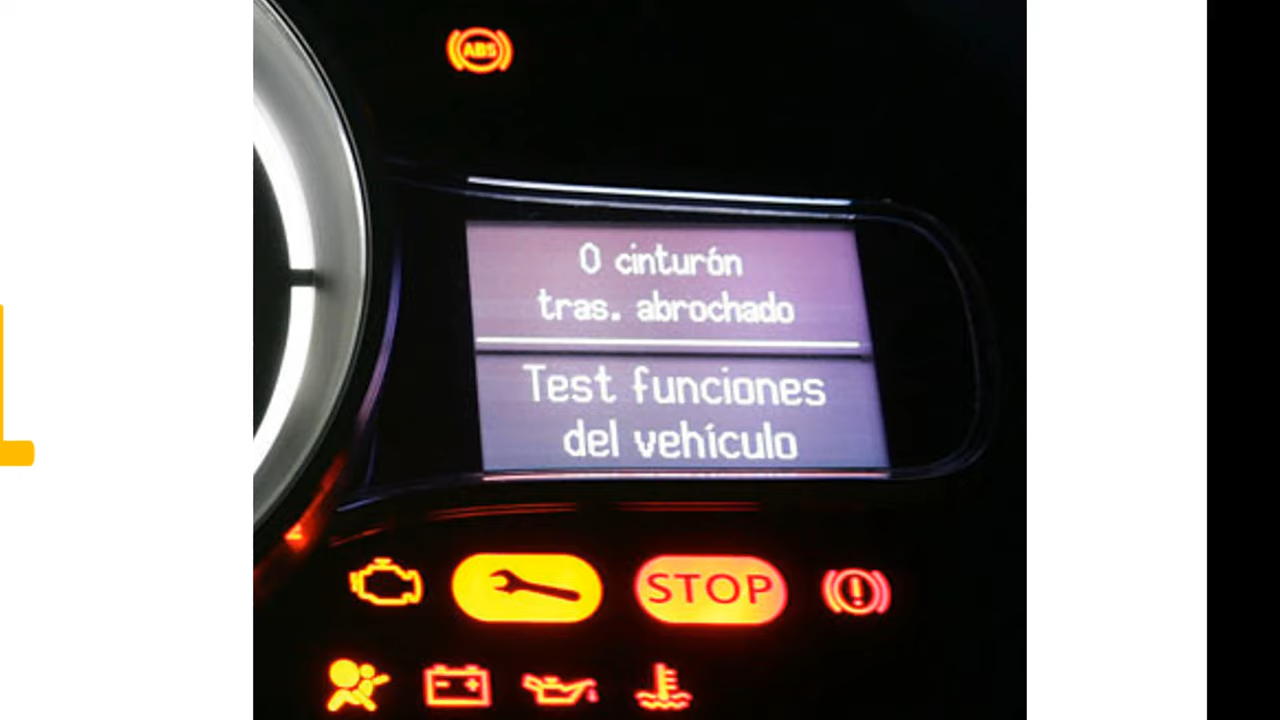 ABS
0 cinturón
tras. abrochado
Test funciones
del vehículo
STOP